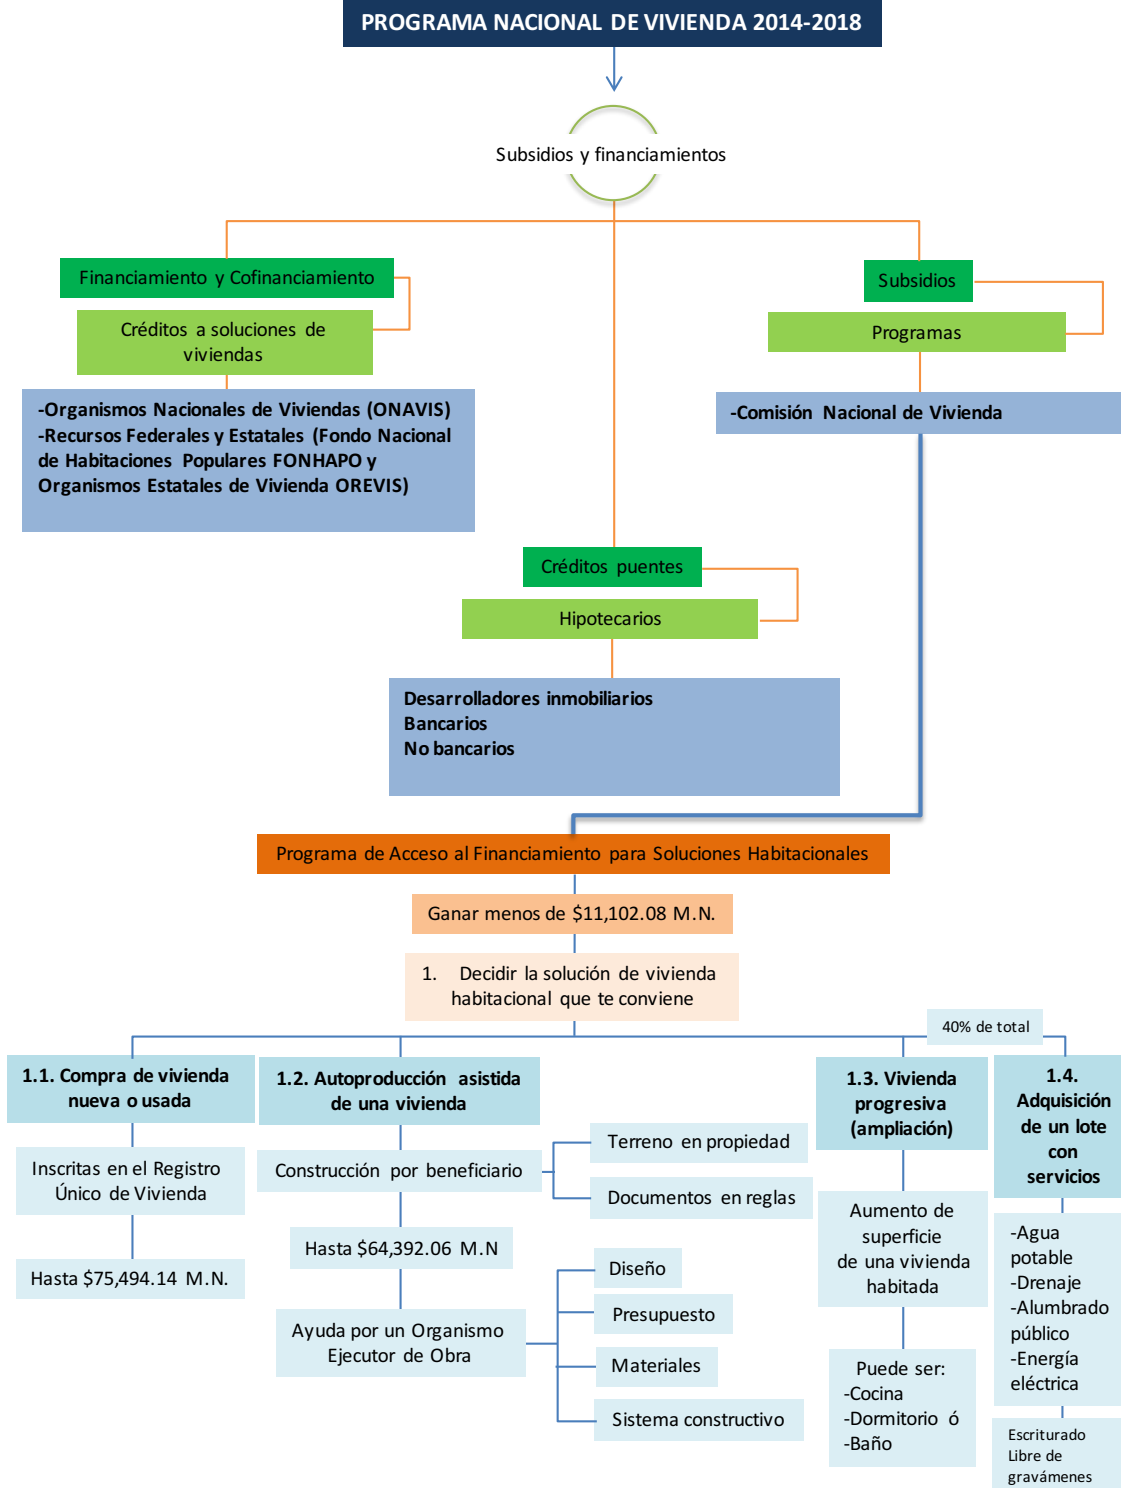 PROGRAMA NACIONAL DE VIVIENDA 2014-2018
Subsidios y financiamientos
Financiamiento y Cofinanciamiento
Créditos a soluciones de
viviendas
-Organismos Nacionales de Viviendas (ONAVIS)
-Recursos Federales y Estatales (Fondo Nacional
de Habitaciones Populares FONHAPO y
Organismos Estatales de Vivienda OREVIS)
Subsidios
Programas
-Comisión Nacional de Vivienda
Créditos puentes
Hipotecarios
Desarrolladores inmobiliarios
Bancarios
No bancarios
Programa de Acceso al Financiamiento para Soluciones Habitacionales
Ganar menos de $11,102.08 M.N.
1. Decidir la solución de vivienda
habitacional que te conviene
40% de total
1.1. Compra de vivienda
nueva o usada
Inscritas en el Registro
Único de Vivienda
Hasta $75,494.14 M.N.
1.2. Autoproducción asistida
de una vivienda
Construcción por beneficiario
Terreno en propiedad
Documentos en reglas
Hasta $64,392.06 M.N
Ayuda por un Organismo
Ejecutor de Obra
Diseño
Presupuesto
Materiales
Sistema constructivo
1.3. Vivienda
progresiva
(ampliación)
Aumento de
superficie
de una vivienda
habitada
Puede ser:
-Cocina
-Dormitorio ó
-Baño
1.4.
Adquisición
de un lote
con
servicios
-Agua
potable
-Drenaje
-Alumbrado
público
-Energía
eléctrica
Escriturado
Libre de
gravámenes